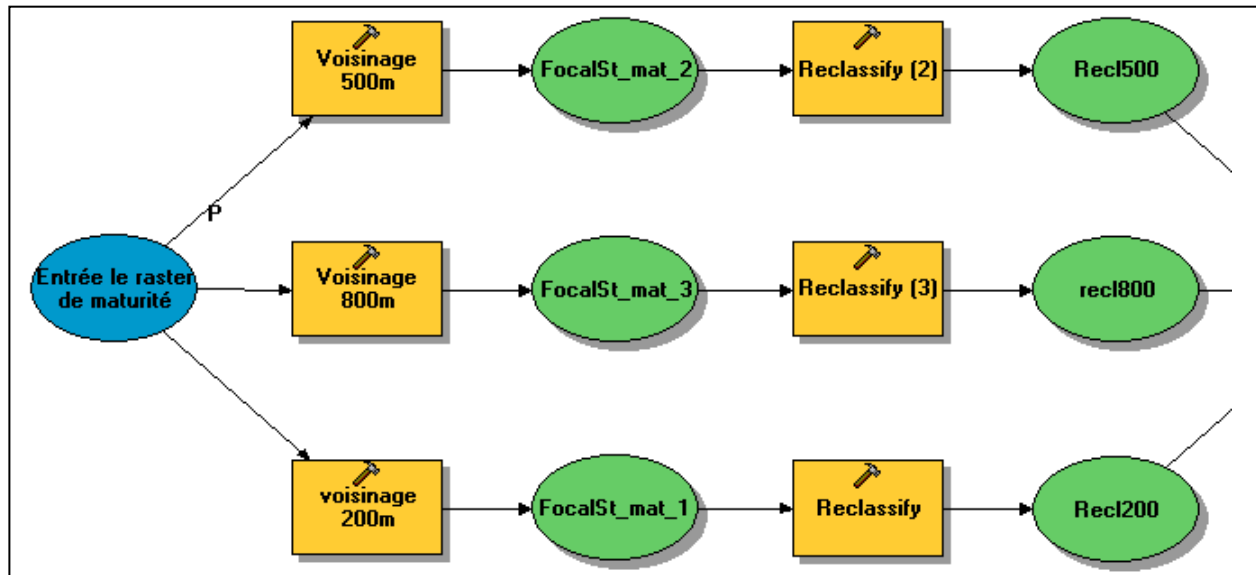 Voisinage
500m
FocalSt_mat_2
Reclassify (2)
Recl500
P
Entrée le raster
de maturité
Voisinage
800m
FocalSt_mat_3
Reclassify (3)
recl800
voisinage
200m
FocalSt_mat_1
Reclassify
Recl200